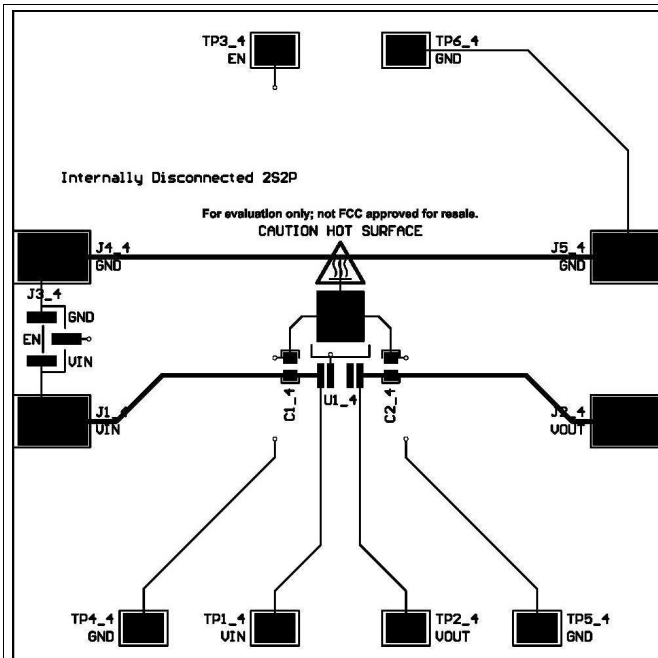 TP3_4
EN
TP6_4
GND
Internally Disconnected 2S2P
For evaluation only; not FCC approved for resale.
CAUTION HOT SURFACE
J4_4
GND
J5_4
GND
J3_4
GND
EN
VIN
J1_4
VIN
C1_4
U1_4
C2_4
J2_4
VOUT
TP4_4
GND
TP1_4
VIN
TP2_4
VOUT
TP5_4
GND